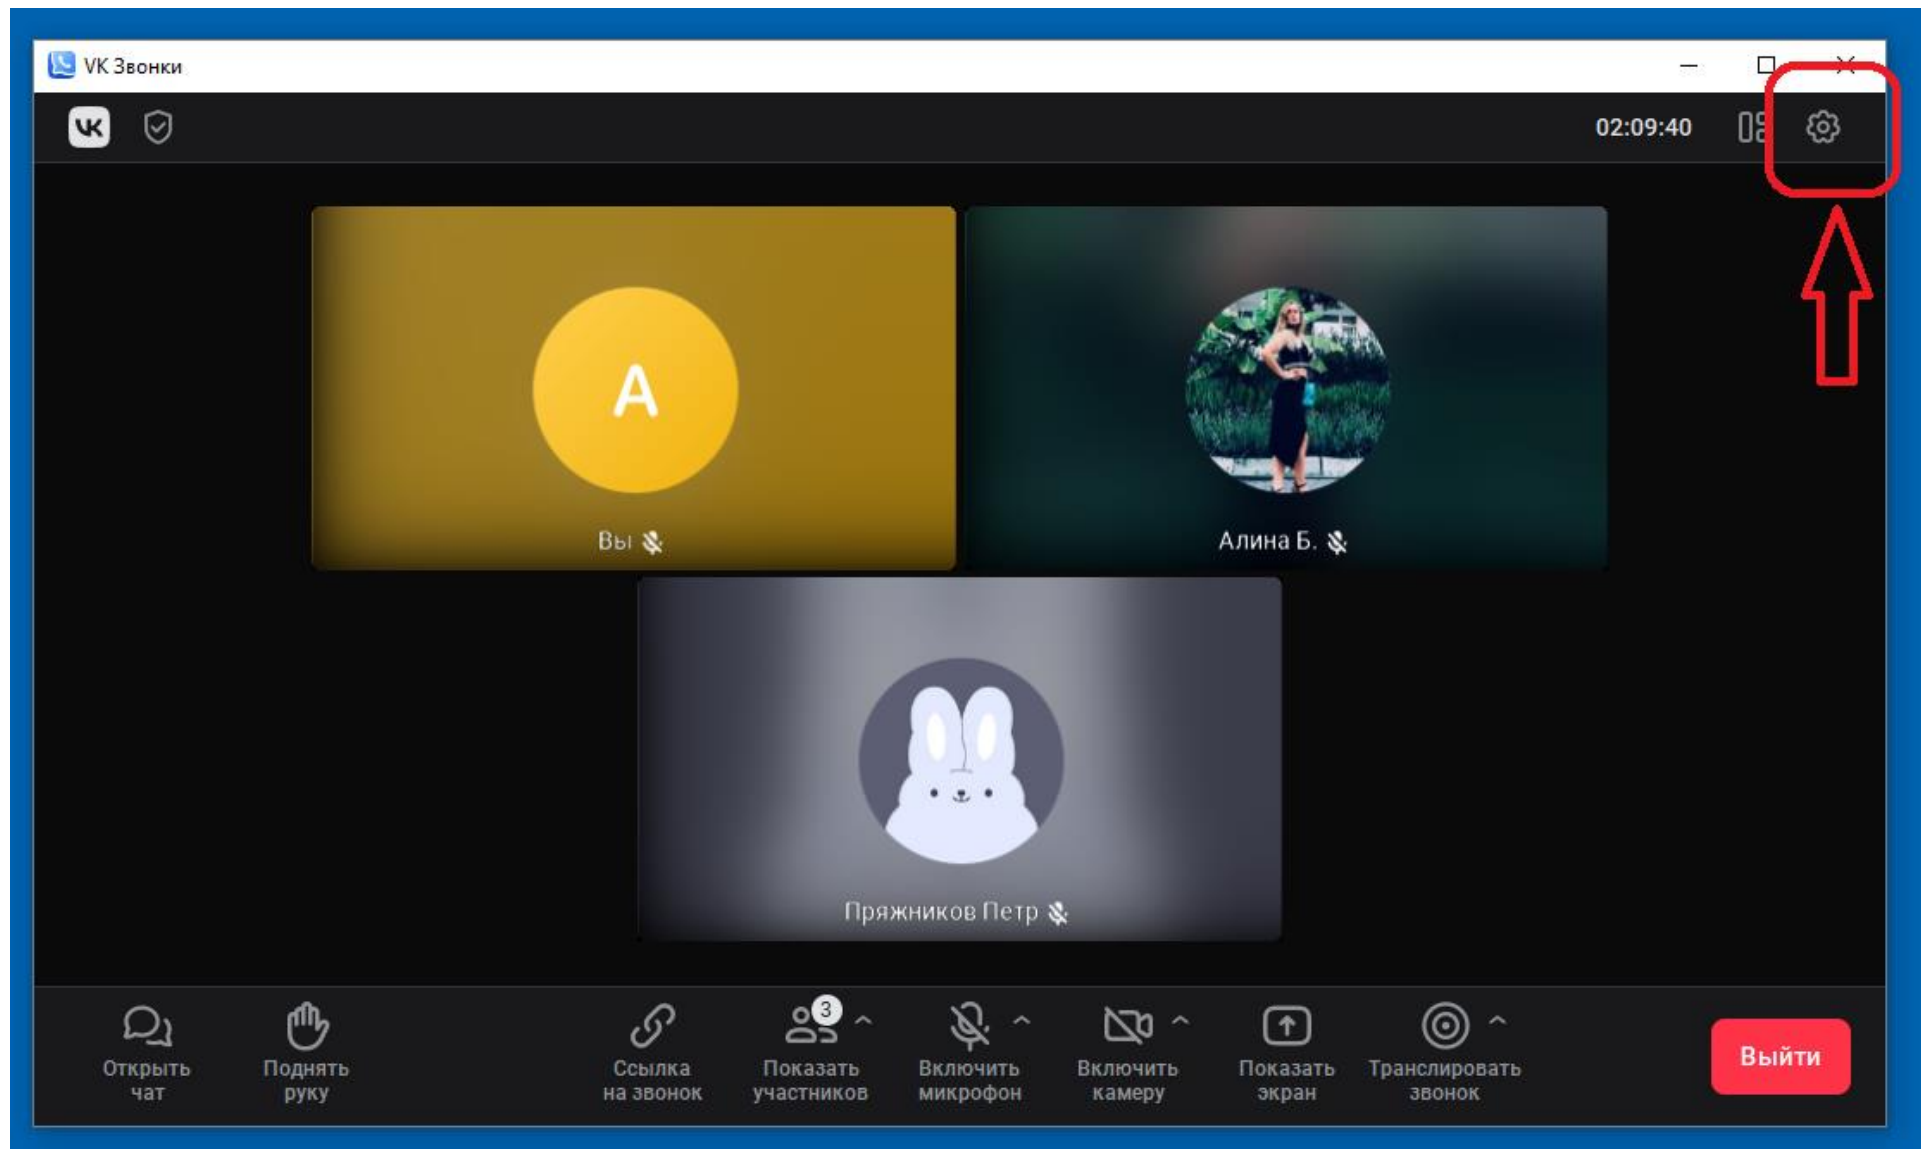 VK Звонки
VK
02:09:40
A
Вы
Алина Б.
Пряжников Петр
3
Открыть
чат
Поднять
руку
Ссылка
на звонок
Показать
участников
Включить
микрофон
Включить
камеру
Показать
экран
Транслировать
звонок
Выйти